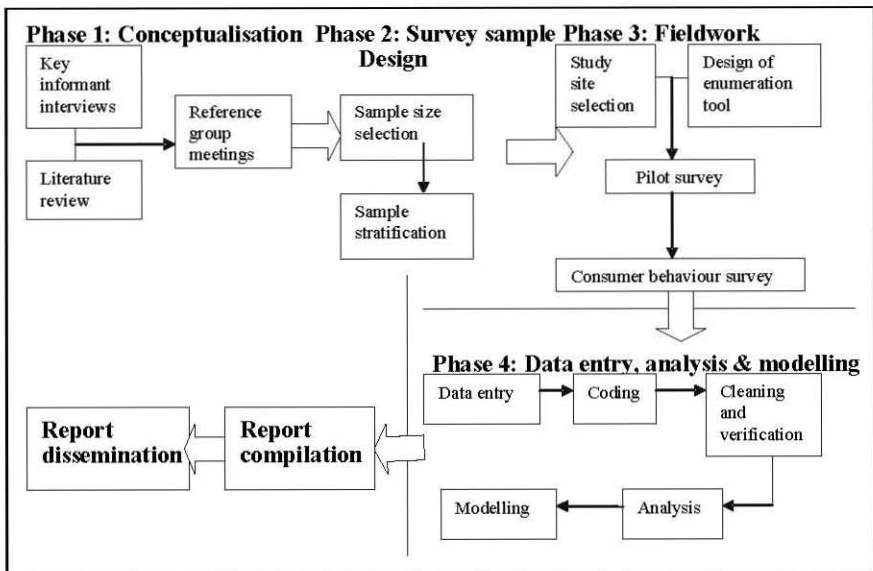 Phase 1: Conceptualisation
Phase 2: Survey sample
Design
Phase 3: Fieldwork
Key
informant
interviews
Literature
review
Reference
group
meetings
Sample size
selection
Sample
stratification
Study
site
selection
Design of
enumeration
tool
Pilot survey
Consumer behaviour survey
Phase 4: Data entry, analysis & modelling
Data entry
Coding
Cleaning
and
verification
Analysis
Modelling
Report
compilation
Report
dissemination